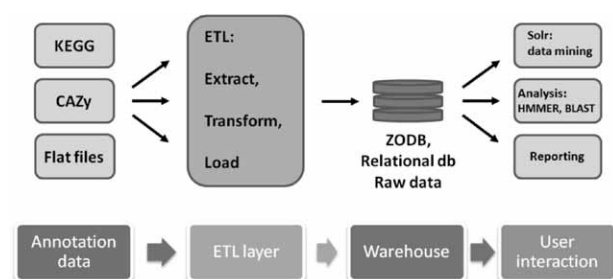 KEGG
CAZy
Flat files
ETL:
Extract,
Transform,
Load
ZODB,
Relational db
Raw data
Solr:
data mining
Analysis:
HMMER, BLAST
Reporting
Annotation
data
ETL layer
Warehouse
User
interaction